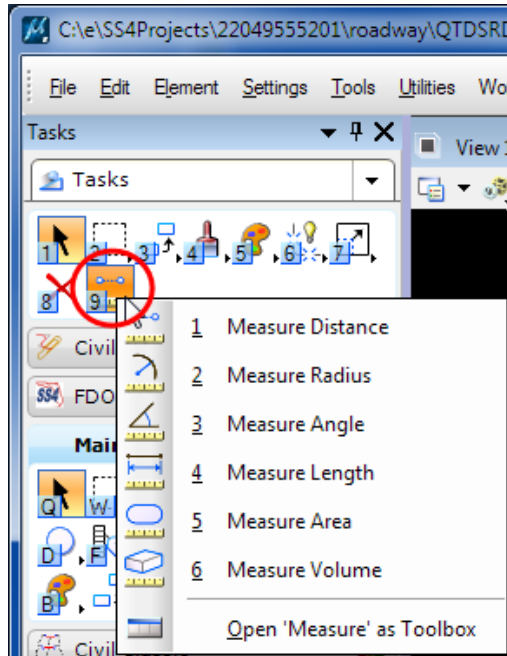 C:\e\SS4Projects\22049555201\roadway\QTDSRD
File Edit Element Settings Tools Utilities Wo
Tasks
View 1
Tasks
1 2 3 4 5 6 7
8 9
1 Measure Distance
Civil
2 Measure Radius
SS4 FDO
3 Measure Angle
Mai
4 Measure Length
Q W
5 Measure Area
D F
6 Measure Volume
B
Open 'Measure' as Toolbox
Civil